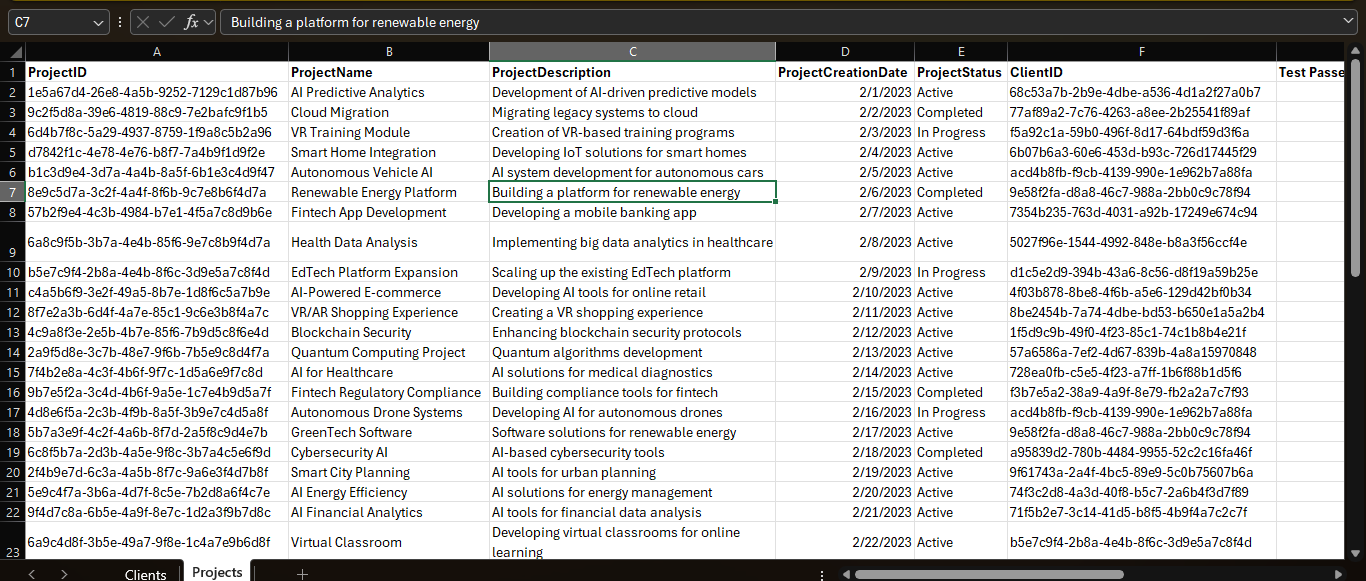 C7 fx Building a platform for renewable energy
A B C D E F
1 ProjectID ProjectName ProjectDescription ProjectCreationDate ProjectStatus ClientID Test Passe
2 1e5a67d4-26e8-4a5b-9252-7129c1d87b96 AI Predictive Analytics Development of AI-driven predictive models 2/1/2023 Active 68c53a7b-2b9e-4dbe-a536-4d1a2f27a0b7
3 9c2f5d8a-39e6-4819-88c9-7e2bafc9f1b5 Cloud Migration Migrating legacy systems to cloud 2/2/2023 Completed 77af89a2-7c76-4263-a8ee-2b25541f89af
4 6d4b7f8c-5a29-4937-8759-1f9a8c5b2a96 VR Training Module Creation of VR-based training programs 2/3/2023 In Progress f5a92c1a-59b0-496f-8d17-64bdf59d3f6a
5 d7842f1c-4e78-4e76-b8f7-7a4b9f1d9f2e Smart Home Integration Developing IoT solutions for smart homes 2/4/2023 Active 6b07b6a3-60e6-453d-b93c-726d17445f29
6 b1c3d9e4-3d7a-4a4b-8a5f-6b1e3c4d9f47 Autonomous Vehicle AI AI system development for autonomous cars 2/5/2023 Active acd4b8fb-f9cb-4139-990e-1e962b7a88fa
7 8e9c5d7a-3c2f-4a4f-8f6b-9c7e8b6f4d7a Renewable Energy Platform Building a platform for renewable energy 2/6/2023 Completed 9e58f2fa-d8a8-46c7-988a-2bb0c9c78f94
8 57b2f9e4-4c3b-4984-b7e1-4f5a7c8d9b6e Fintech App Development Developing a mobile banking app 2/7/2023 Active 7354b235-763d-4031-a92b-17249e674c94
9 6a8c9f5b-3b7a-4e4b-85f6-9e7c8b9f4d7a Health Data Analysis Implementing big data analytics in healthcare 2/8/2023 Active 5027f96e-1544-4992-848e-b8a3f56ccf4e
10 b5e7c9f4-2b8a-4e4b-8f6c-3d9e5a7c8f4d EdTech Platform Expansion Scaling up the existing EdTech platform 2/9/2023 In Progress d1c5e2d9-394b-43a6-8c56-d8f19a59b25e
11 c4a5b6f9-3e2f-49a5-8b7e-1d8f6c5a7b9e AI-Powered E-commerce Developing AI tools for online retail 2/10/2023 Active 4f03b878-8be8-4f6b-a5e6-129d42bf0b34
12 8f7e2a3b-6d4f-4a7e-85c1-9c6e3b8f4a7c VR/AR Shopping Experience Creating a VR shopping experience 2/11/2023 Active 8be2454b-7a74-4dbe-bd53-b650e1a5a2b4
13 4c9a8f3e-2e5b-4b7e-85f6-7b9d5c8f6e4d Blockchain Security Enhancing blockchain security protocols 2/12/2023 Active 1f5d9c9b-49f0-4f23-85c1-74c1b8b4e21f
14 2a9f5d8e-3c7b-48e7-9f6b-7b5e9c8d4f7a Quantum Computing Project Quantum algorithms development 2/13/2023 Active 57a6586a-7ef2-4d67-839b-4a8a15970848
15 7f4b2e8a-4c3f-4b6f-9f7c-1d5a6e9f7c8d AI for Healthcare AI solutions for medical diagnostics 2/14/2023 Active 728ea0fb-c5e5-4f23-a7ff-1b6f88b1d5f6
16 9b7e5f2a-3c4d-4b6f-9a5e-1c7e4b9d5a7f Fintech Regulatory Compliance Building compliance tools for fintech 2/15/2023 Completed f3b7e5a2-38a9-4a9f-8e79-fb2a2a7c7f93
17 4d8e6f5a-2c3b-4f9b-8a5f-3b9e7c4d5a8f Autonomous Drone Systems Developing AI for autonomous drones 2/16/2023 In Progress acd4b8fb-f9cb-4139-990e-1e962b7a88fa
18 5b7a3e9f-4c2f-4a6b-8f7d-2a5f8c9d4e7b GreenTech Software Software solutions for renewable energy 2/17/2023 Active 9e58f2fa-d8a8-46c7-988a-2bb0c9c78f94
19 6c8f5b7a-2d3b-4a5e-9f8c-3b7a4c5e6f9d Cybersecurity AI AI-based cybersecurity tools 2/18/2023 Completed a95839d2-780b-4484-9955-52c2c16fa46f
20 2f4b9e7d-6c3a-4a5b-8f7c-9a6e3f4d7b8f Smart City Planning AI tools for urban planning 2/19/2023 Active 9f61743a-2a4f-4bc5-89e9-5c0b75607b6a
21 5e9c4f7a-3b6a-4d7f-8c5e-7b2d8a6f4c7e AI Energy Efficiency AI solutions for energy management 2/20/2023 Active 74f3c2d8-4a3d-40f8-b5c7-2a6b4f3d7f89
22 9f4d7c8a-6b5e-4a9f-8e7c-1d2a3f9b7d8c AI Financial Analytics AI tools for financial data analysis 2/21/2023 Active 71f5b2e7-3c14-41d5-b8f5-4b9f4a7c2c7f
23 6a9c4d8f-3b5e-49a7-9f8e-1c4a7e9b6d8f Virtual Classroom Developing virtual classrooms for online learning 2/22/2023 Active b5e7c9f4-2b8a-4e4b-8f6c-3d9e5a7c8f4d
Clients Projects